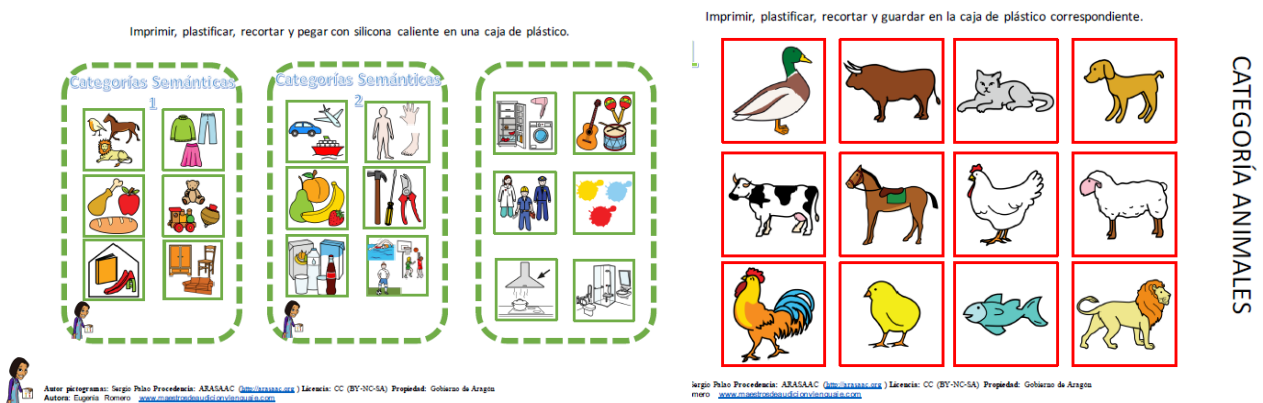 Imprimir, plastificar, recortar y pegar con silicona caliente en una caja de plástico.
Categorías Semánticas
1
Categorías Semánticas
2
Autor pictogramas: Sergio Palao Procedencia: ARASAAC (http://arasaac.org ) Licencia: CC (BY-NC-SA) Propiedad: Gobierno de Aragón
Autora: Eugenia Romero www.maestrosdeaudicionylenguaje.com
Imprimir, plastificar, recortar y guardar en la caja de plástico correspondiente.
CATEGORÍA ANIMALES
Sergio Palao Procedencia: ARASAAC (http://arasaac.org ) Licencia: CC (BY-NC-SA) Propiedad: Gobierno de Aragón
mero www.maestrosdeaudicionylenguaje.com